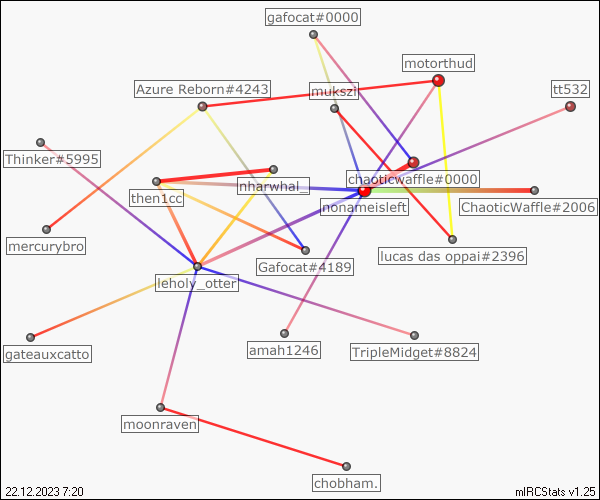 gafocat#0000
motorthud
Azure Reborn#4243
mukszi
tt532
Thinker#5995
chaoticwaffle#0000
nharwhal_
then1cc
nonameisleft
ChaoticWaffle#2006
mercurybro
lucas das oppai#2396
Gafocat#4189
leholy_otter
gateauxcatto
amah1246
TripleMidget#8824
moonraven
chobham.
22.12.2023 7:20
mIRCStats v1.25